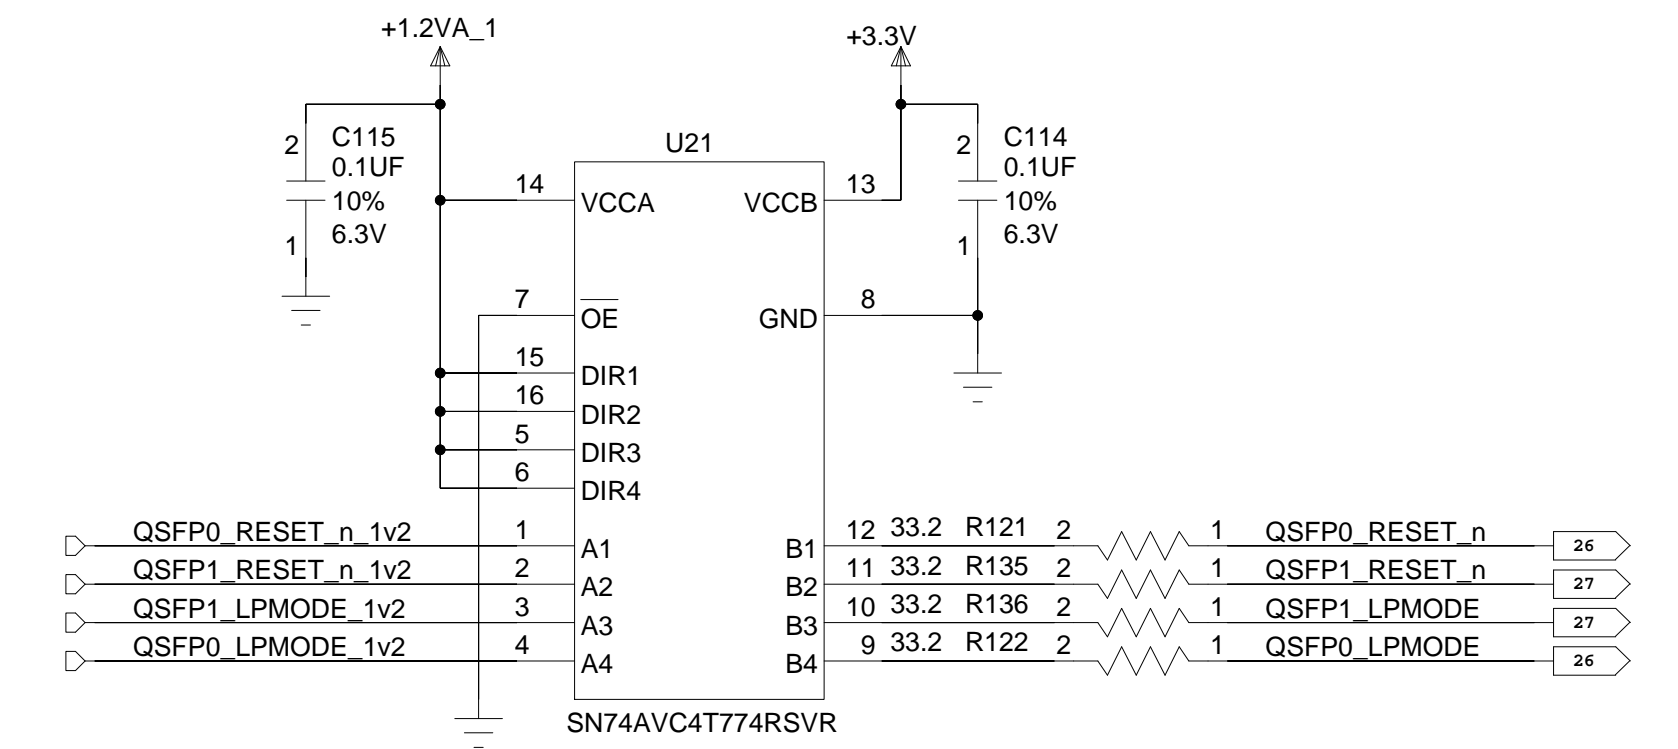 +1.2VA_1
+3.3V
2 C115
0.1UF
10%
6.3V
1
U21
2 C114
0.1UF
10%
6.3V
1
14 VCCA VCCB 13
7 OE GND 8
15 DIR1
16 DIR2
5 DIR3
6 DIR4
QSFP0_RESET_n_1v2 1 A1 B1 12 33.2 R121 2 1 QSFP0_RESET_n 26
QSFP1_RESET_n_1v2 2 A2 B2 11 33.2 R135 2 1 QSFP1_RESET_n 27
QSFP1_LPMODE_1v2 3 A3 B3 10 33.2 R136 2 1 QSFP1_LPMODE 27
QSFP0_LPMODE_1v2 4 A4 B4 9 33.2 R122 2 1 QSFP0_LPMODE 26
SN74AVC4T774RSVR